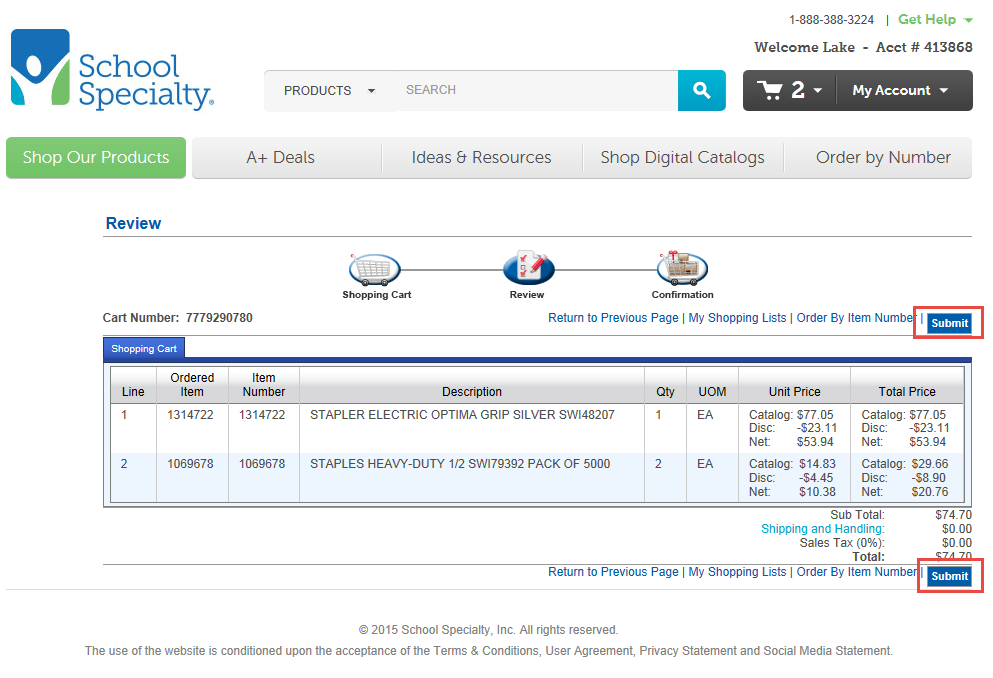 1-888-388-3224 | Get Help
Welcome Lake - Acct # 413868
School
Specialty®
PRODUCTS SEARCH 2 My Account
Shop Our Products A+ Deals Ideas & Resources Shop Digital Catalogs Order by Number
Review
Shopping Cart Review Confirmation
Cart Number: 7779290780 Return to Previous Page | My Shopping Lists | Order By Item Number | Submit
Shopping Cart
Line Ordered Item Item Number Description Qty UOM Unit Price Total Price
1 1314722 1314722 STAPLER ELECTRIC OPTIMA GRIP SILVER SWI48207 1 EA Catalog: $77.05 Catalog: $77.05
Disc: -$23.11 Disc: -$23.11
Net: $53.94 Net: $53.94
2 1069678 1069678 STAPLES HEAVY-DUTY 1/2 SWI79392 PACK OF 5000 2 EA Catalog: $14.83 Catalog: $29.66
Disc: -$4.45 Disc: -$8.90
Net: $10.38 Net: $20.76
Sub Total: $74.70
Shipping and Handling: $0.00
Sales Tax (0%): $0.00
Total: $74.70
Return to Previous Page | My Shopping Lists | Order By Item Number | Submit
© 2015 School Specialty, Inc. All rights reserved.
The use of the website is conditioned upon the acceptance of the Terms & Conditions, User Agreement, Privacy Statement and Social Media Statement.